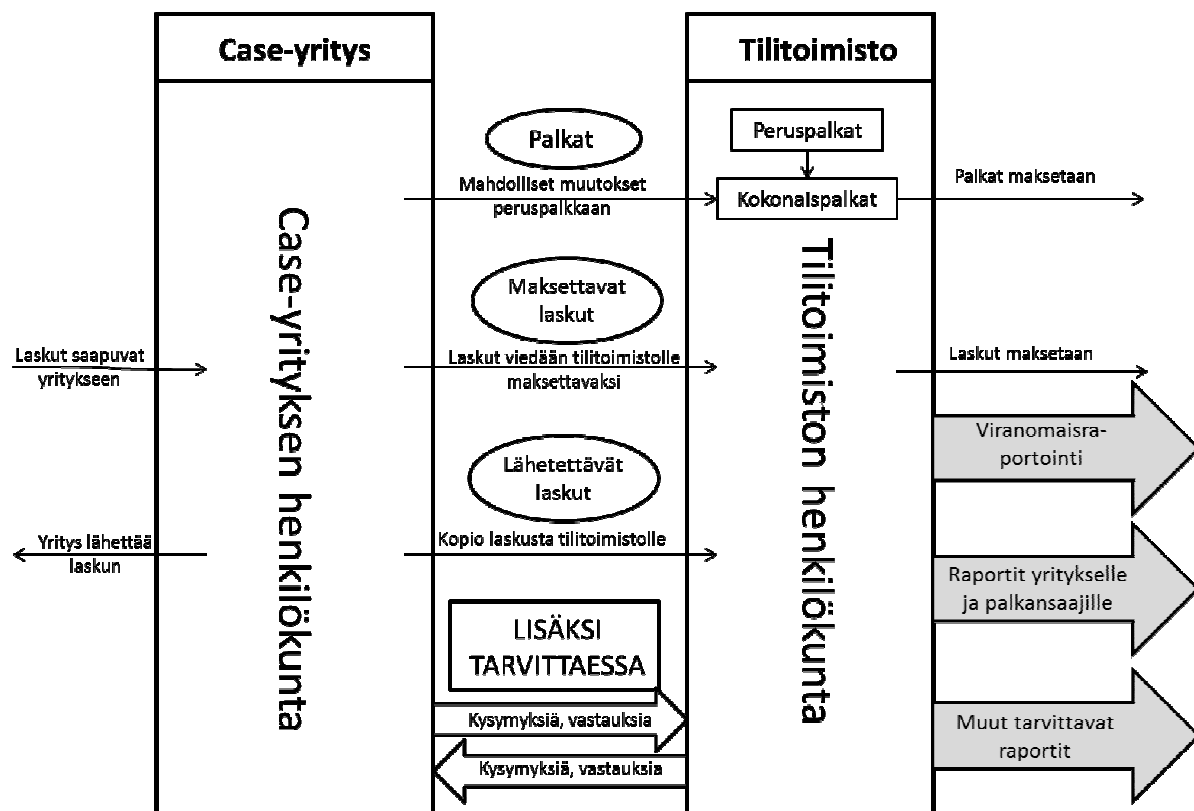 Case-yritys
Tilitoimisto
Palkat
Mahdolliset muutokset
peruspalkkaan
Peruspalkat
Kokonaispalkat
Palkat maksetaan
Case-yrityksen henkilökunta
Tilitoimiston henkilökunta
Laskut saapuvat
yritykseen
Maksettavat
laskut
Laskut viedään tilitoimistolle
maksettavaksi
Laskut maksetaan
Viranomaisra-
portointi
Lähetettävät
laskut
Yritys lähettää
laskun
Kopio laskusta tilitoimistolle
Raportit yritykselle
ja palkansaajille
LISÄKSI
TARVITTAESSA
Kysymyksiä, vastauksia
Kysymyksiä, vastauksia
Muut tarvittavat
raportit